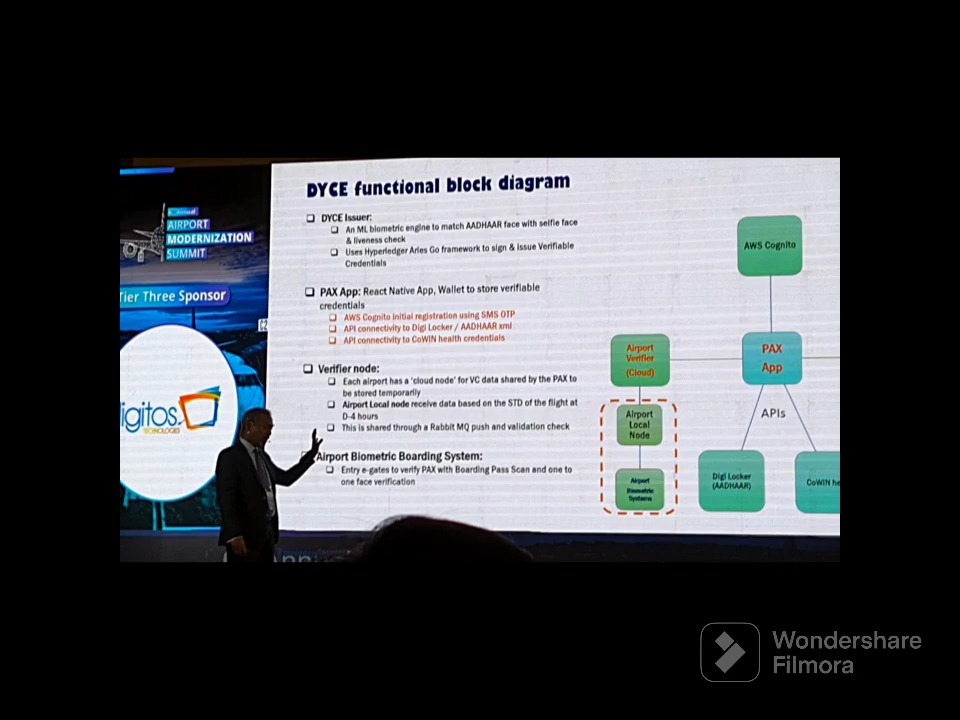 DYCE functional block diagram
DYCE Issuer:
An ML biometric engine to match AADHAAR face with selfie face
& liveness check
Uses Hyperledger Aries Go framework to sign & Issue Verifiable
Credentials
PAX App: React Native App, Wallet to store verifiable
credentials
AWS Cognito initial registration using SMS OTP
API connectivity to Digi Locker / AADHAAR xml
API connectivity to CoWIN health credentials
Verifier node:
Each airport has a 'cloud node' for VC data shared by the PAX to
be stored temporarily
Airport Local node receive data based on the STD of the flight at
D-4 hours
This is shared through a Rabbit MQ push and validation check
Airport Biometric Boarding System:
Entry e-gates to verify PAX with Boarding Pass Scan and one to
one face verification
AWS Cognito
Airport
Verifier
(Cloud)
PAX
App
Airport
Local
Node
APIs
Airport
Biometric
Systems
Digi Locker
(AADHAAR)
CoWIN he
AIRPORT
MODERNIZATION
SUMMIT
Tier Three Sponsor
igitos
TECHNOLOGIES
Wondershare
Filmora